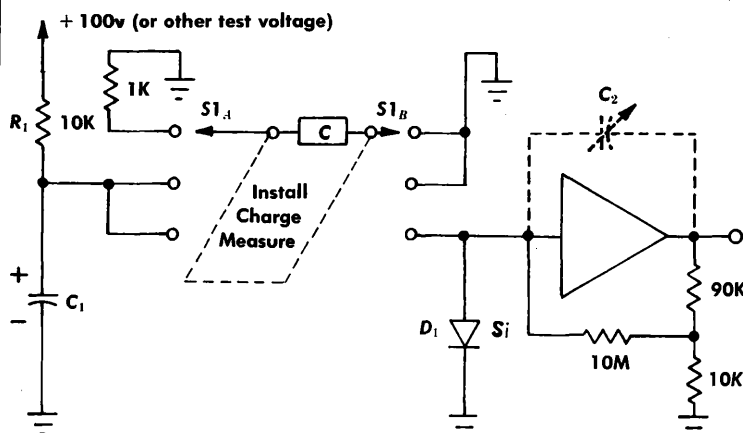 + 100v (or other test voltage)
1K
S1A
S1B
C2
R1
10K
C
Install
Charge
Measure
+
C1
−
D1
Si
90K
10M
10K